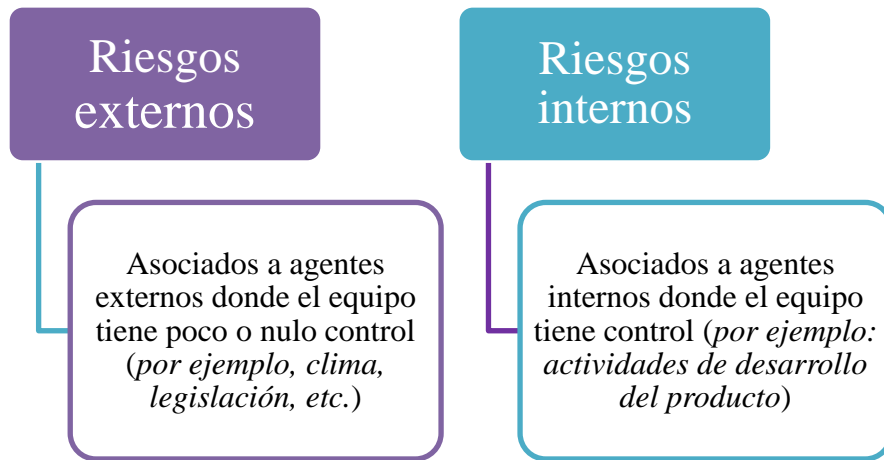 Riesgos
externos
Asociados a agentes
externos donde el equipo
tiene poco o nulo control
(por ejemplo, clima,
legislación, etc.)
Riesgos
internos
Asociados a agentes
internos donde el equipo
tiene control (por ejemplo:
actividades de desarrollo
del producto)